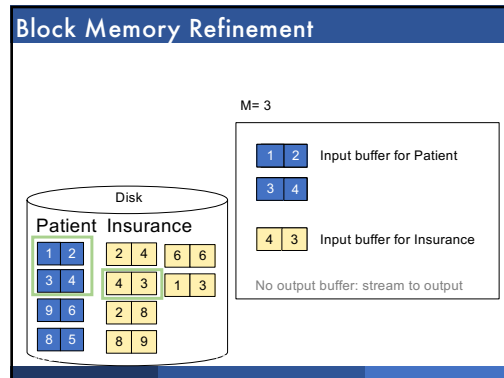 Block Memory Refinement
M= 3
1 2 Input buffer for Patient
3 4
4 3 Input buffer for Insurance
No output buffer: stream to output
Disk
Patient Insurance
1 2 2 4 6 6
3 4 4 3 1 3
9 6 2 8
8 5 8 9